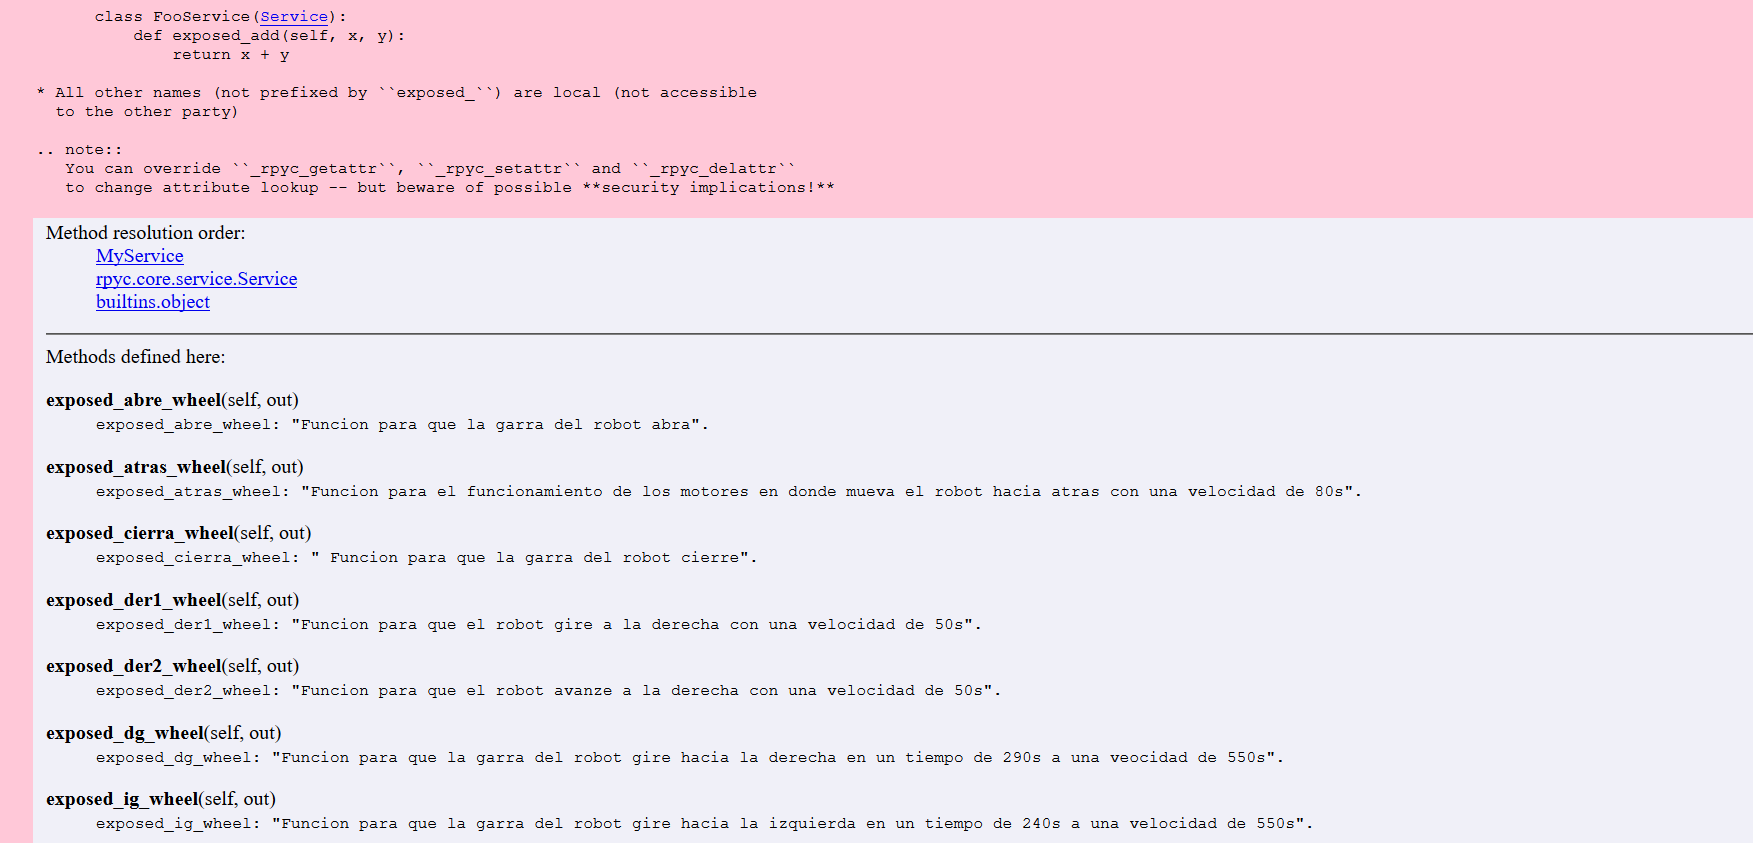 class FooService(Service):
def exposed_add(self, x, y):
return x + y
* All other names (not prefixed by ``exposed_``) are local (not accessible
to the other party)
.. note::
You can override ``_rpyc_getattr``, ``_rpyc_setattr`` and ``_rpyc_delattr``
to change attribute lookup -- but beware of possible **security implications!**
Method resolution order:
MyService
rpyc.core.service.Service
builtins.object
Methods defined here:
exposed_abre_wheel(self, out)
exposed_abre_wheel: "Funcion para que la garra del robot abra".
exposed_atras_wheel(self, out)
exposed_atras_wheel: "Funcion para el funcionamiento de los motores en donde mueva el robot hacia atras con una velocidad de 80s".
exposed_cierra_wheel(self, out)
exposed_cierra_wheel: " Funcion para que la garra del robot cierre".
exposed_der1_wheel(self, out)
exposed_der1_wheel: "Funcion para que el robot gire a la derecha con una velocidad de 50s".
exposed_der2_wheel(self, out)
exposed_der2_wheel: "Funcion para que el robot avanze a la derecha con una velocidad de 50s".
exposed_dg_wheel(self, out)
exposed_dg_wheel: "Funcion para que la garra del robot gire hacia la derecha en un tiempo de 290s a una veocidad de 550s".
exposed_ig_wheel(self, out)
exposed_ig_wheel: "Funcion para que la garra del robot gire hacia la izquierda en un tiempo de 240s a una velocidad de 550s".